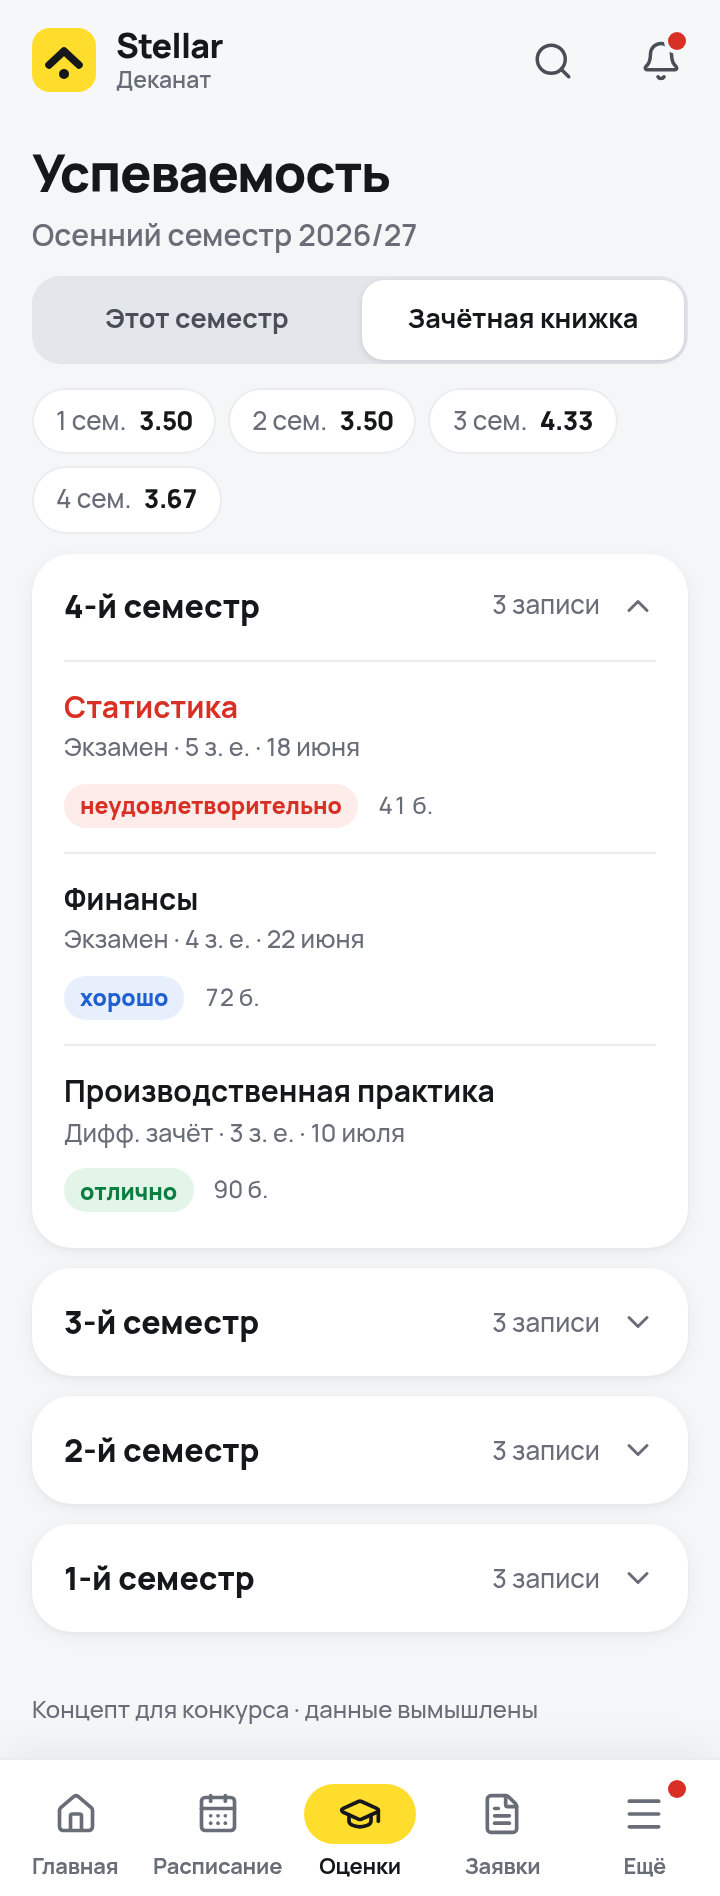 Stellar
Деканат
Успеваемость
Осенний семестр 2026/27
Этот семестр
Зачётная книжка
1 сем. 3.50
2 сем. 3.50
3 сем. 4.33
4 сем. 3.67
4-й семестр
3 записи
Статистика
Экзамен · 5 з. е. · 18 июня
неудовлетворительно
41 б.
Финансы
Экзамен · 4 з. е. · 22 июня
хорошо
72 б.
Производственная практика
Дифф. зачёт · 3 з. е. · 10 июля
отлично
90 б.
3-й семестр
3 записи
2-й семестр
3 записи
1-й семестр
3 записи
Концепт для конкурса · данные вымышлены
Главная
Расписание
Оценки
Заявки
Ещё